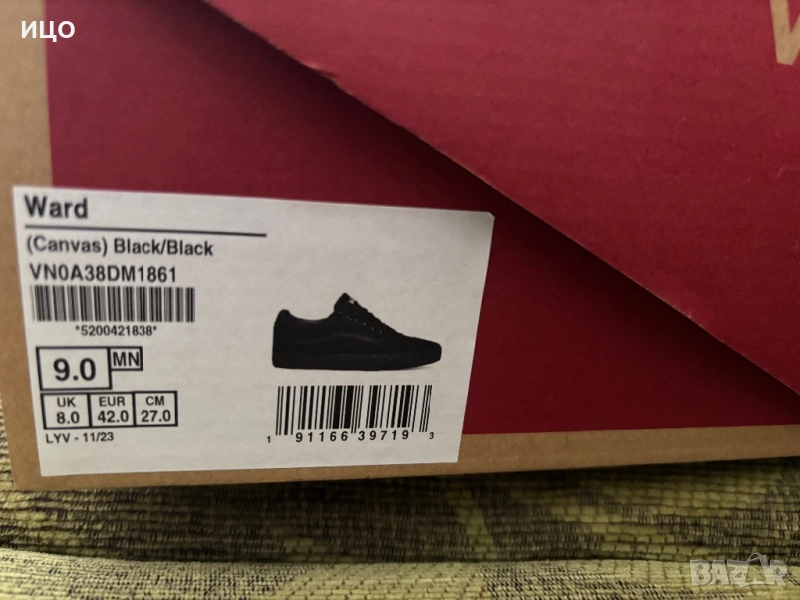 ицо
Ward
(Canvas) Black/Black
VN0A38DM1861
*5200421838*
9.0 MN
UK EUR CM
8.0 42.0 27.0
LYV - 11/23
1 91166 39719 3
BAZAR